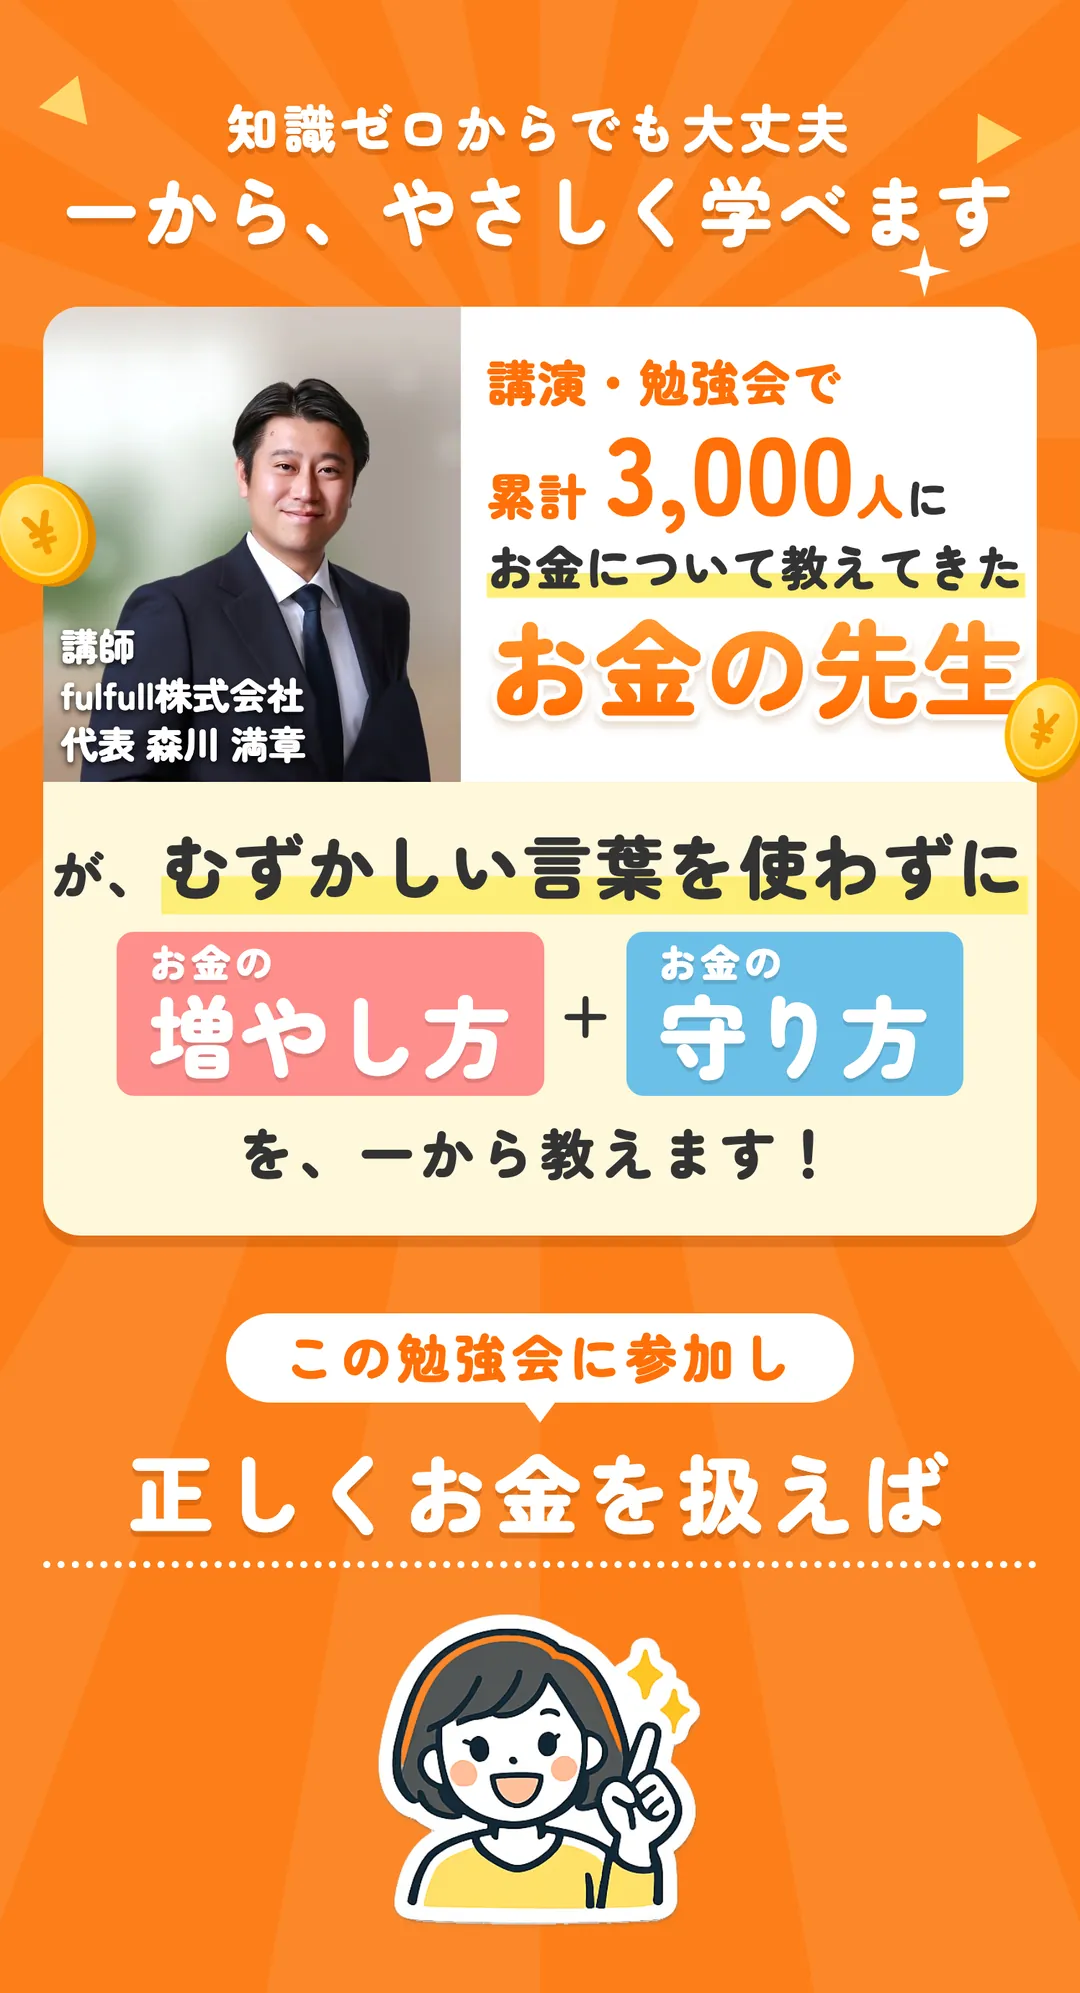 知識ゼロからでも大丈夫
一から、やさしく学べます
講演・勉強会で
累計 3,000人に
お金について教えてきた
お金の先生
講師
fulfull株式会社
代表 森川 満章
が、むずかしい言葉を使わずに
お金の
増やし方
+
お金の
守り方
を、一から教えます！
この勉強会に参加し
正しくお金を扱えば